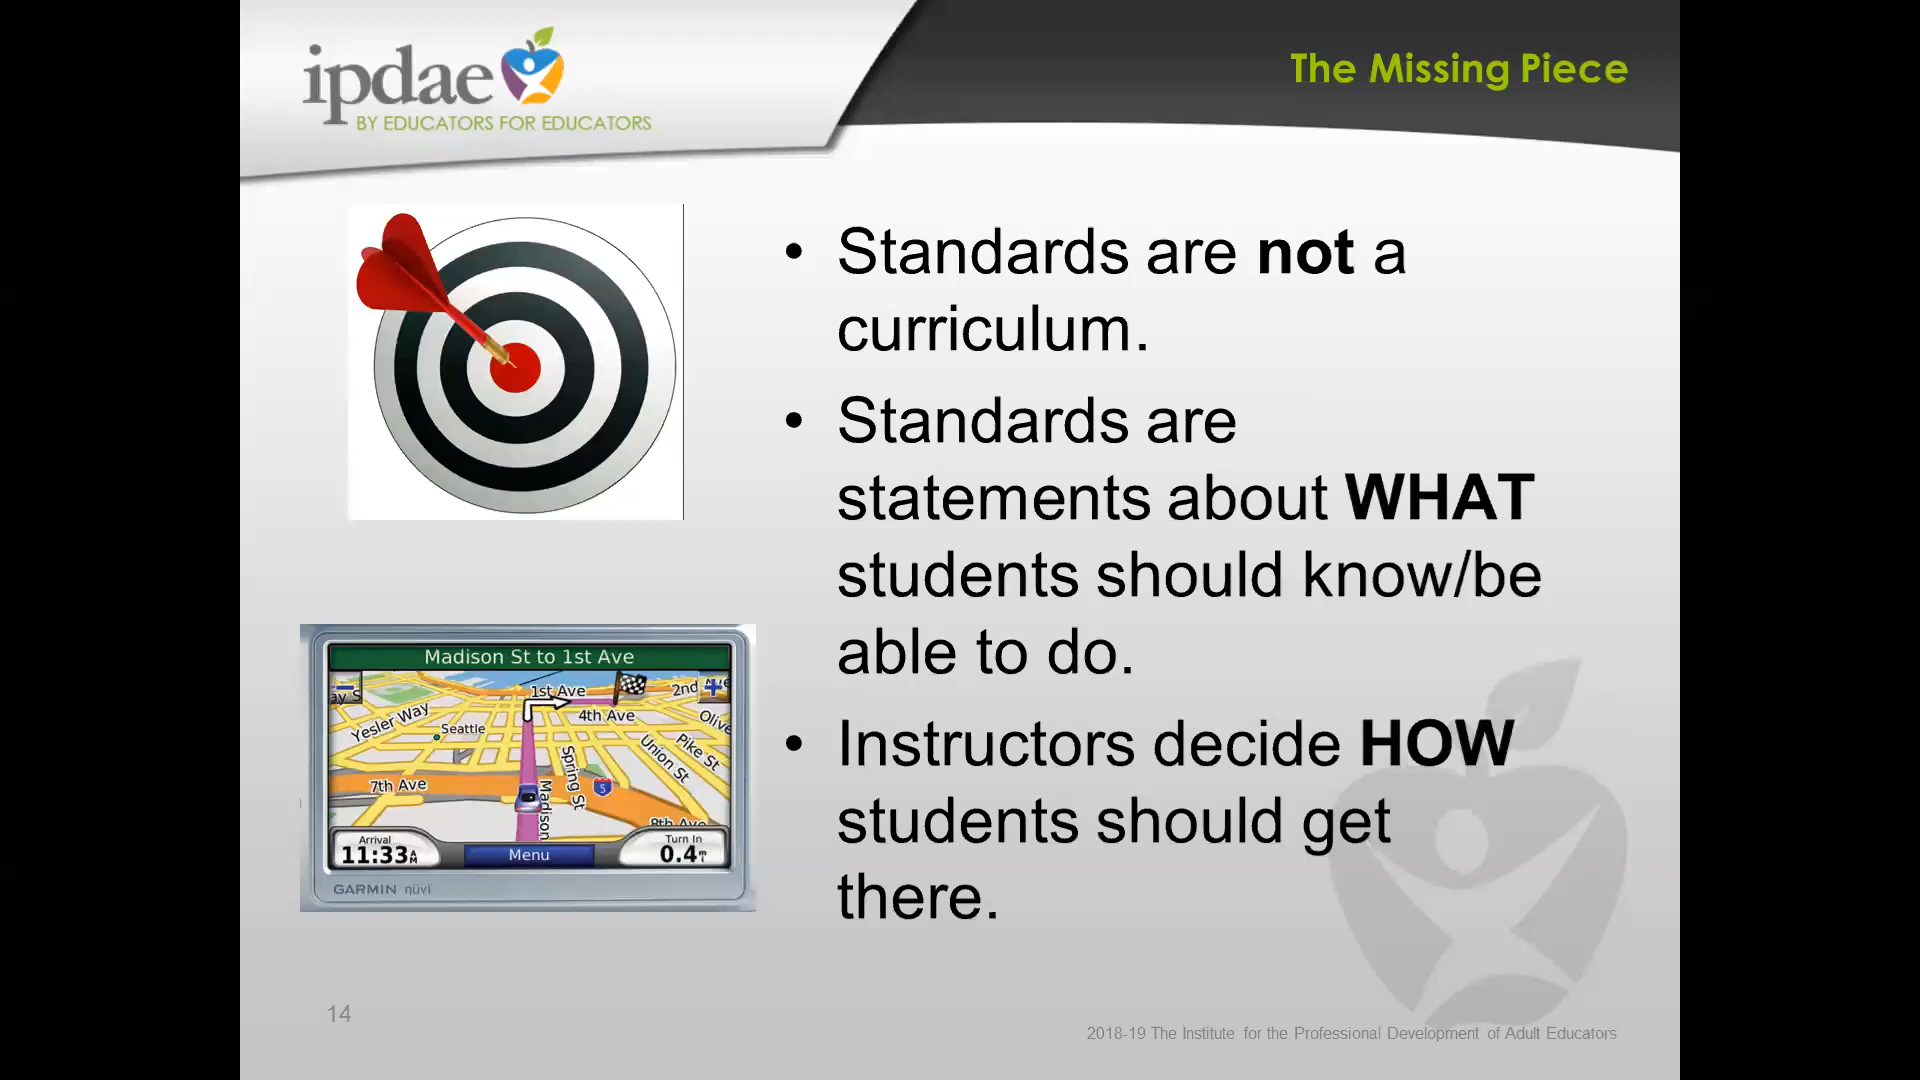 ipdae
BY EDUCATORS FOR EDUCATORS
The Missing Piece
• Standards are not a
curriculum.
• Standards are
statements about WHAT
students should know/be
able to do.
• Instructors decide HOW
students should get
there.
Madison St to 1st Ave
1st Ave
2nd
4th Ave
Yesler Way
Seattle
Pike St
Union St
Spring St
7th Ave
5
Madison
8th Ave
Arrival
11:33
Menu
Turn In
0.4
GARMIN nüvi
14
2018-19 The Institute for the Professional Development of Adult Educators